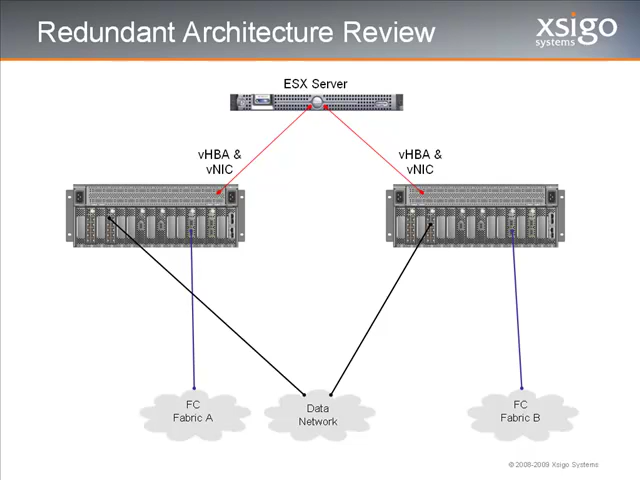 Redundant Architecture Review
xsigo
systems
ESX Server
vHBA &
vNIC
vHBA &
vNIC
FC
Fabric A
Data
Network
FC
Fabric B
© 2008-2009 Xsigo Systems